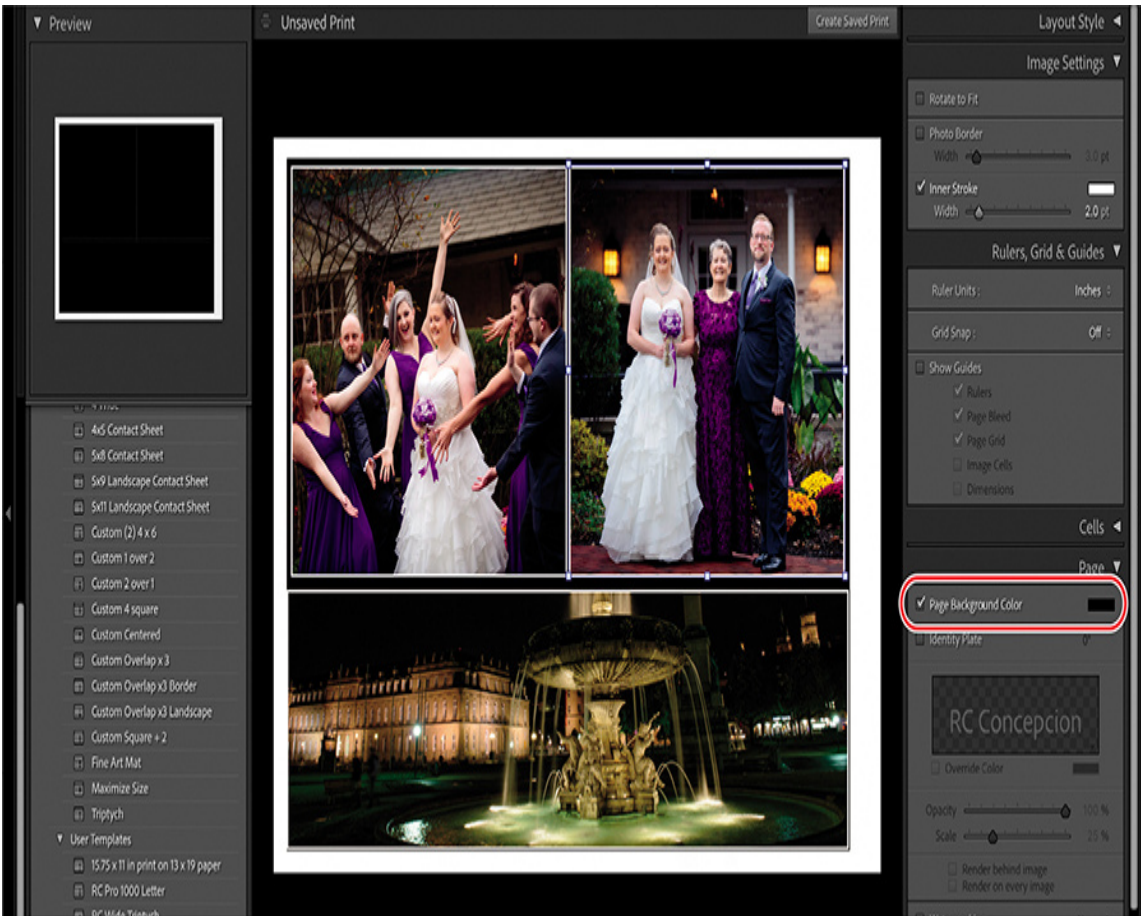 Preview
4x5 Contact Sheet
5x8 Contact Sheet
5x9 Landscape Contact Sheet
5x11 Landscape Contact Sheet
Custom (2) 4 x 6
Custom 1 over 2
Custom 2 over 1
Custom 4 square
Custom Centered
Custom Overlap x 3
Custom Overlap x3 Border
Custom Overlap x3 Landscape
Custom Square + 2
Fine Art Mat
Maximize Size
Triptych
User Templates
15.75 x 11 in print on 13 x 19 paper
RC Pro 1000 Letter
RC Wide Triptych
Unsaved Print
Create Saved Print
Layout Style
Image Settings
Rotate to Fit
Photo Border
Width 3.0 pt
Inner Stroke
Width 2.0 pt
Rulers, Grid & Guides
Ruler Units : Inches
Grid Snap : Off
Show Guides
Rulers
Page Bleed
Page Grid
Image Cells
Dimensions
Cells
Page
Page Background Color
Identity Plate 0°
RC Concepcion
Override Color
Opacity 100 %
Scale 25 %
Render behind image
Render on every image